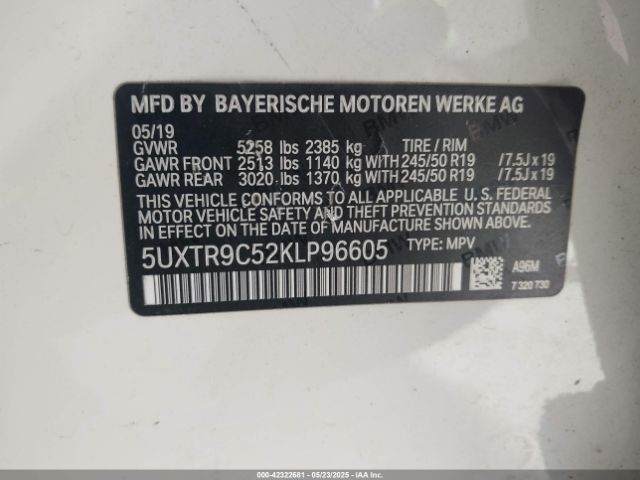 MFD BY BAYERISCHE MOTOREN WERKE AG
05/19
GVWR 5258 lbs 2385 kg TIRE / RIM
GAWR FRONT 2513 lbs 1140 kg WITH 245/50 R19 /7.5J x 19
GAWR REAR 3020 lbs 1370 kg WITH 245/50 R19 /7.5J x 19
THIS VEHICLE CONFORMS TO ALL APPLICABLE U.S. FEDERAL
MOTOR VEHICLE SAFETY AND THEFT PREVENTION STANDARDS
IN EFFECT ON THE DATE OF MANUFACTURE SHOWN ABOVE.
5UXTR9C52KLP96605 TYPE: MPV
A96M
7 320 730
000-42322681 - 05/23/2025 - IAAI.COM